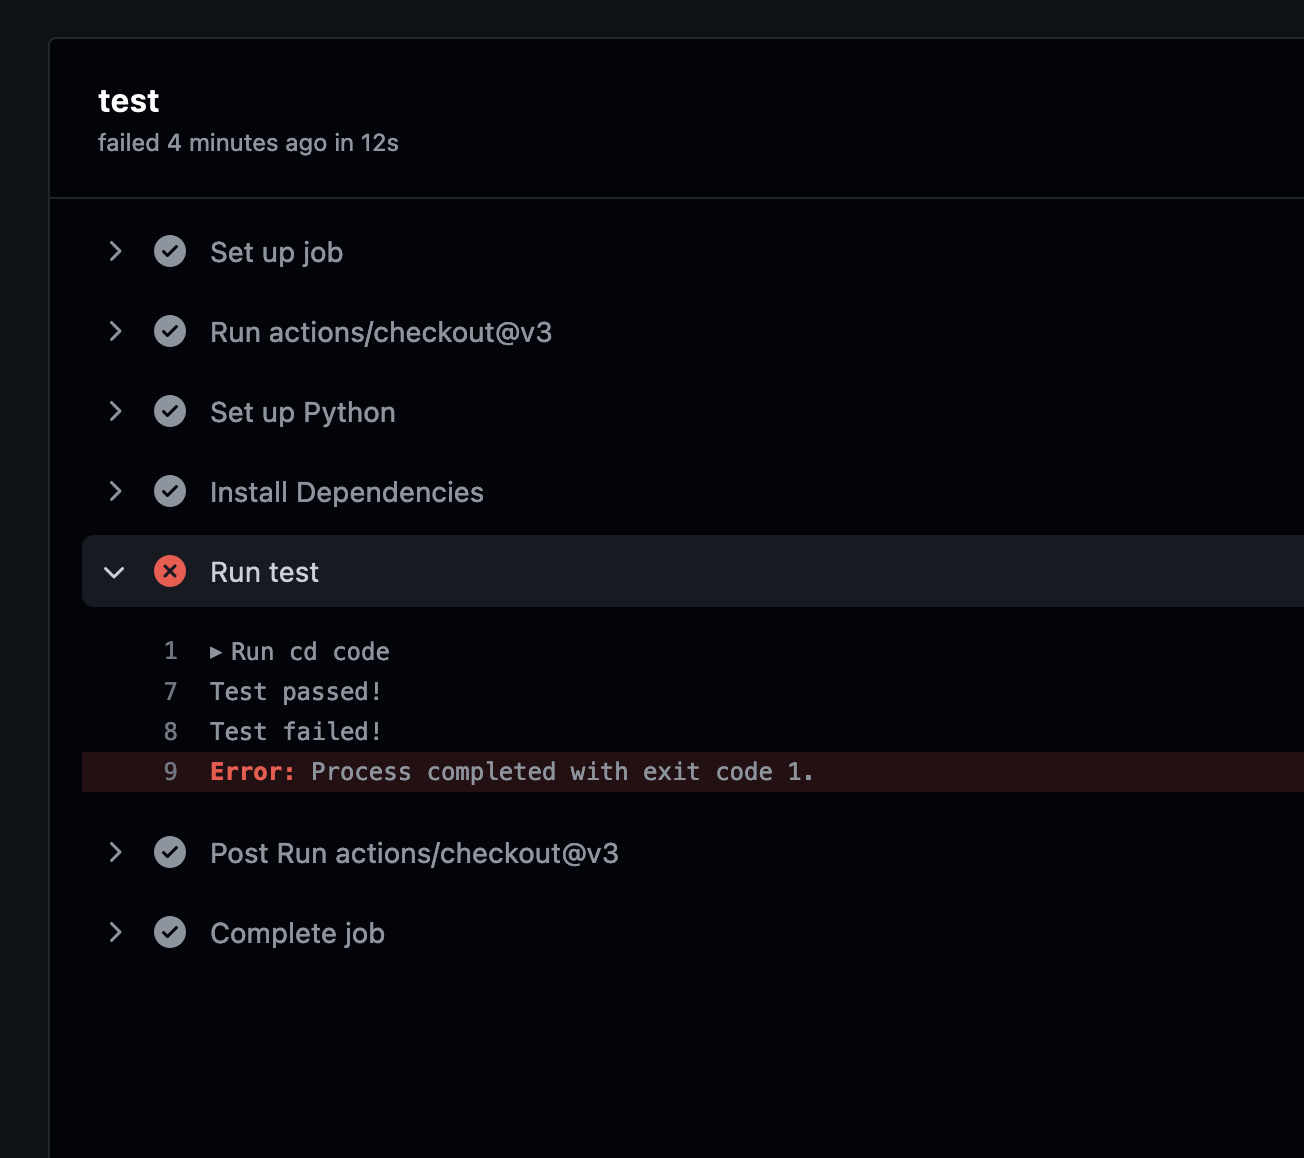 test
failed 4 minutes ago in 12s
Set up job
Run actions/checkout@v3
Set up Python
Install Dependencies
Run test
1 ▸ Run cd code
7 Test passed!
8 Test failed!
9 Error: Process completed with exit code 1.
Post Run actions/checkout@v3
Complete job